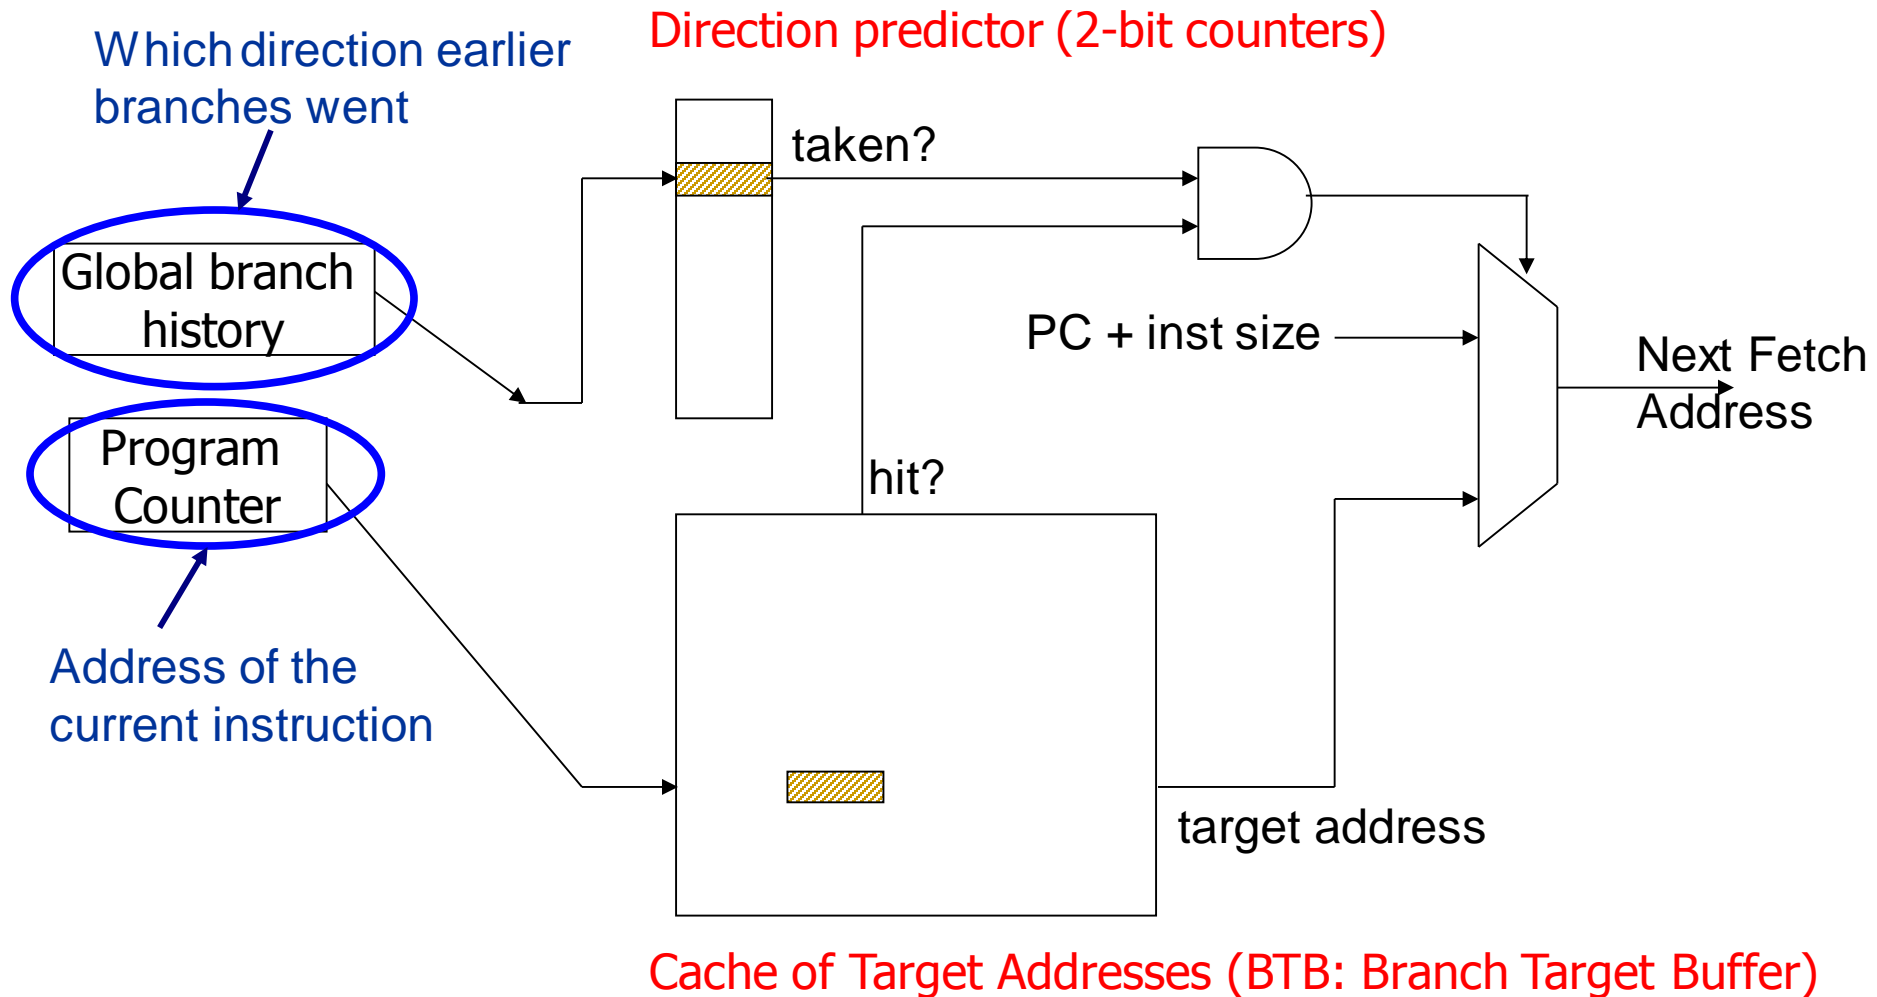 Direction predictor (2-bit counters)
Which direction earlier
branches went
taken?
Global branch
history
PC + inst size
Next Fetch
Address
Program
Counter
hit?
Address of the
current instruction
target address
Cache of Target Addresses (BTB: Branch Target Buffer)